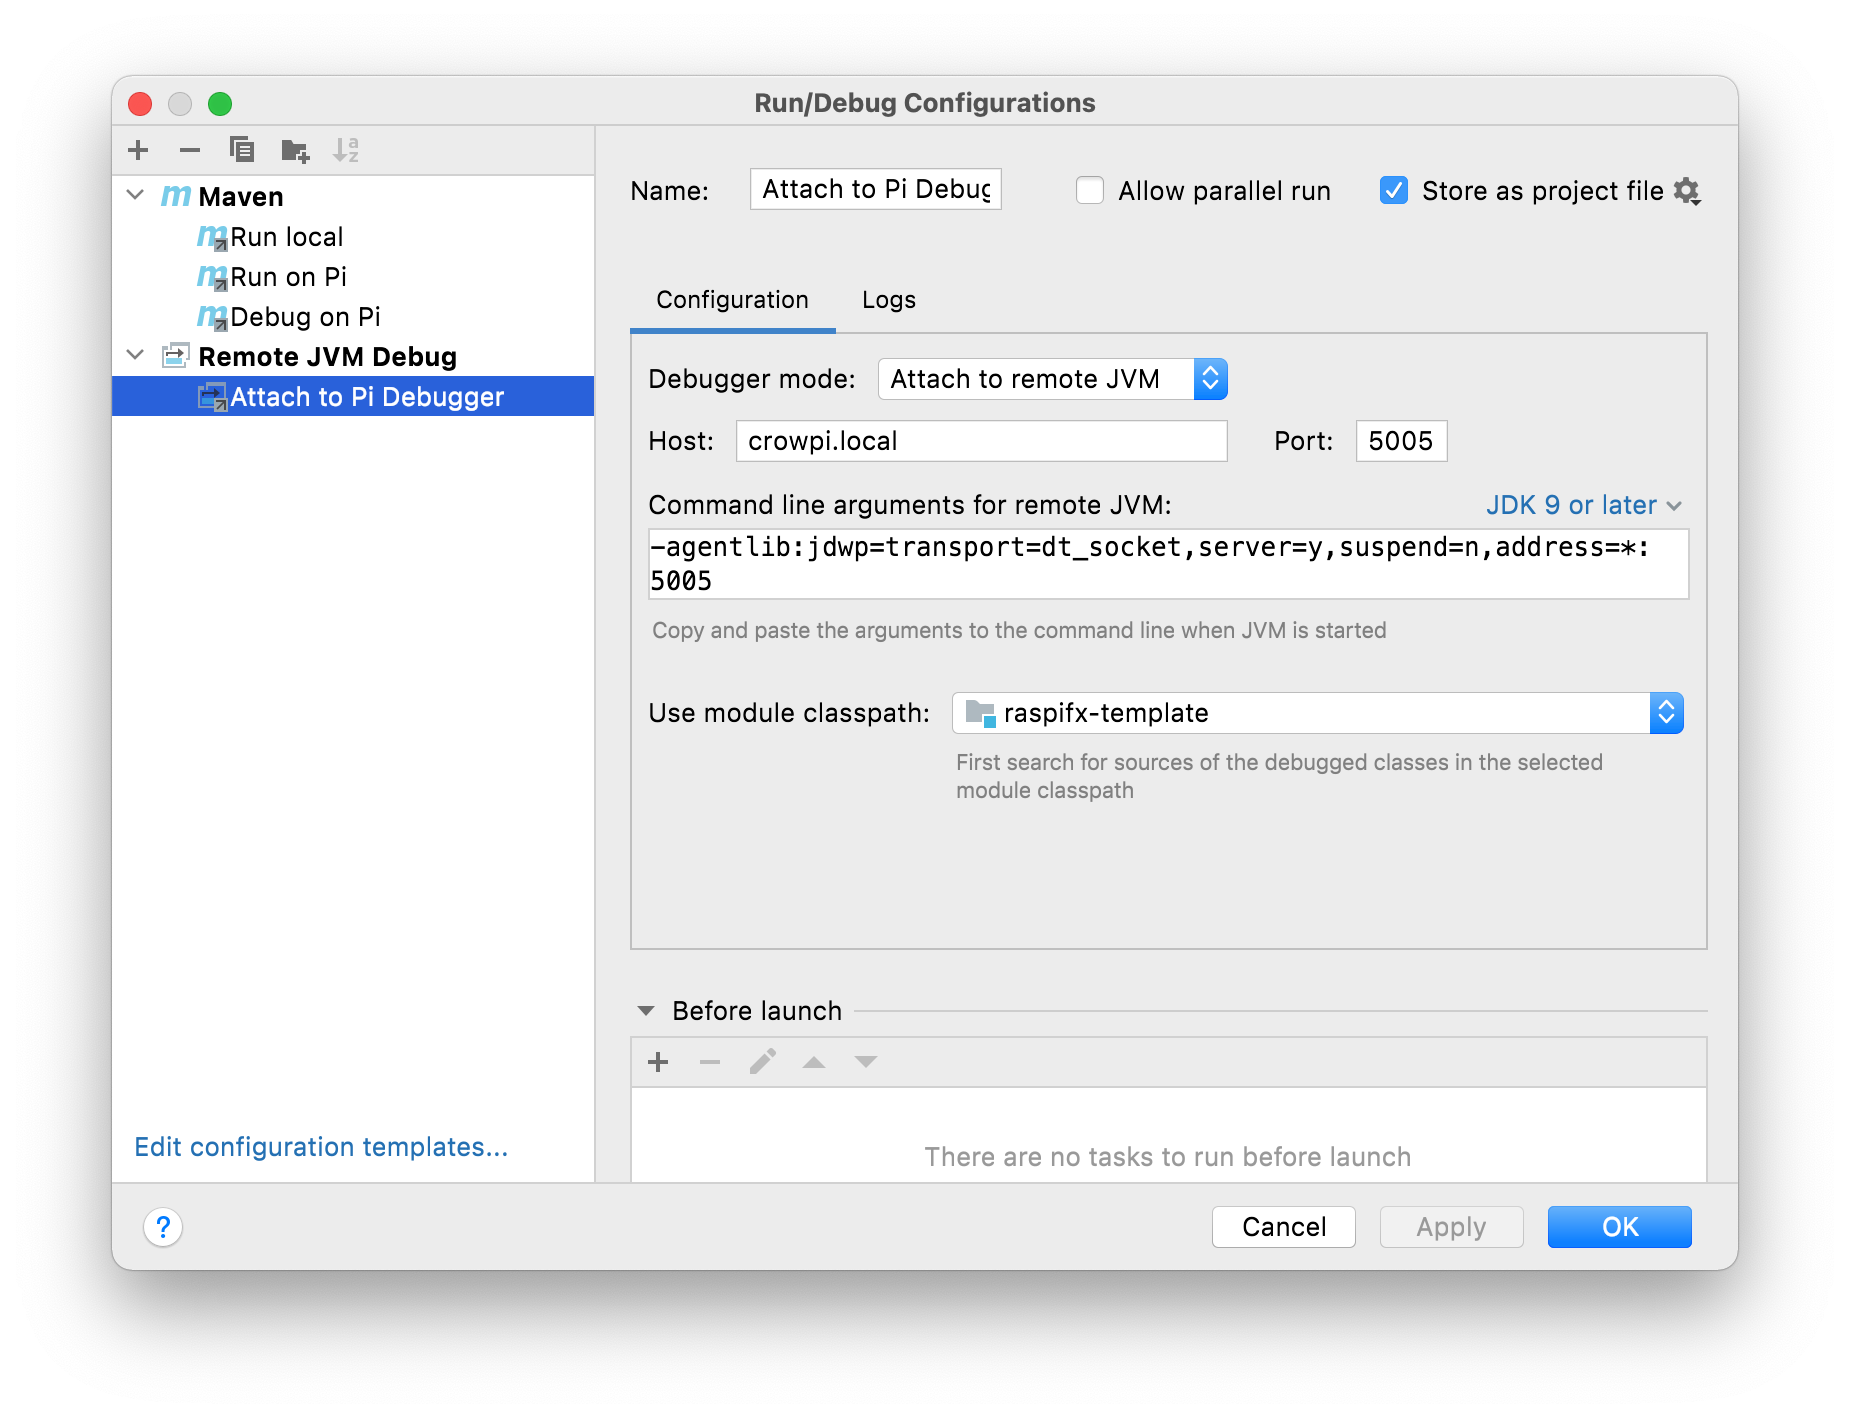 Run/Debug Configurations
Maven
Run local
Run on Pi
Debug on Pi
Remote JVM Debug
Attach to Pi Debugger
Edit configuration templates...
Name: Attach to Pi Debug Allow parallel run Store as project file
Configuration Logs
Debugger mode: Attach to remote JVM
Host: crowpi.local Port: 5005
Command line arguments for remote JVM: JDK 9 or later
-agentlib:jdwp=transport=dt_socket,server=y,suspend=n,address=*:
5005
Copy and paste the arguments to the command line when JVM is started
Use module classpath: raspifx-template
First search for sources of the debugged classes in the selected
module classpath
Before launch
There are no tasks to run before launch
? Cancel Apply OK